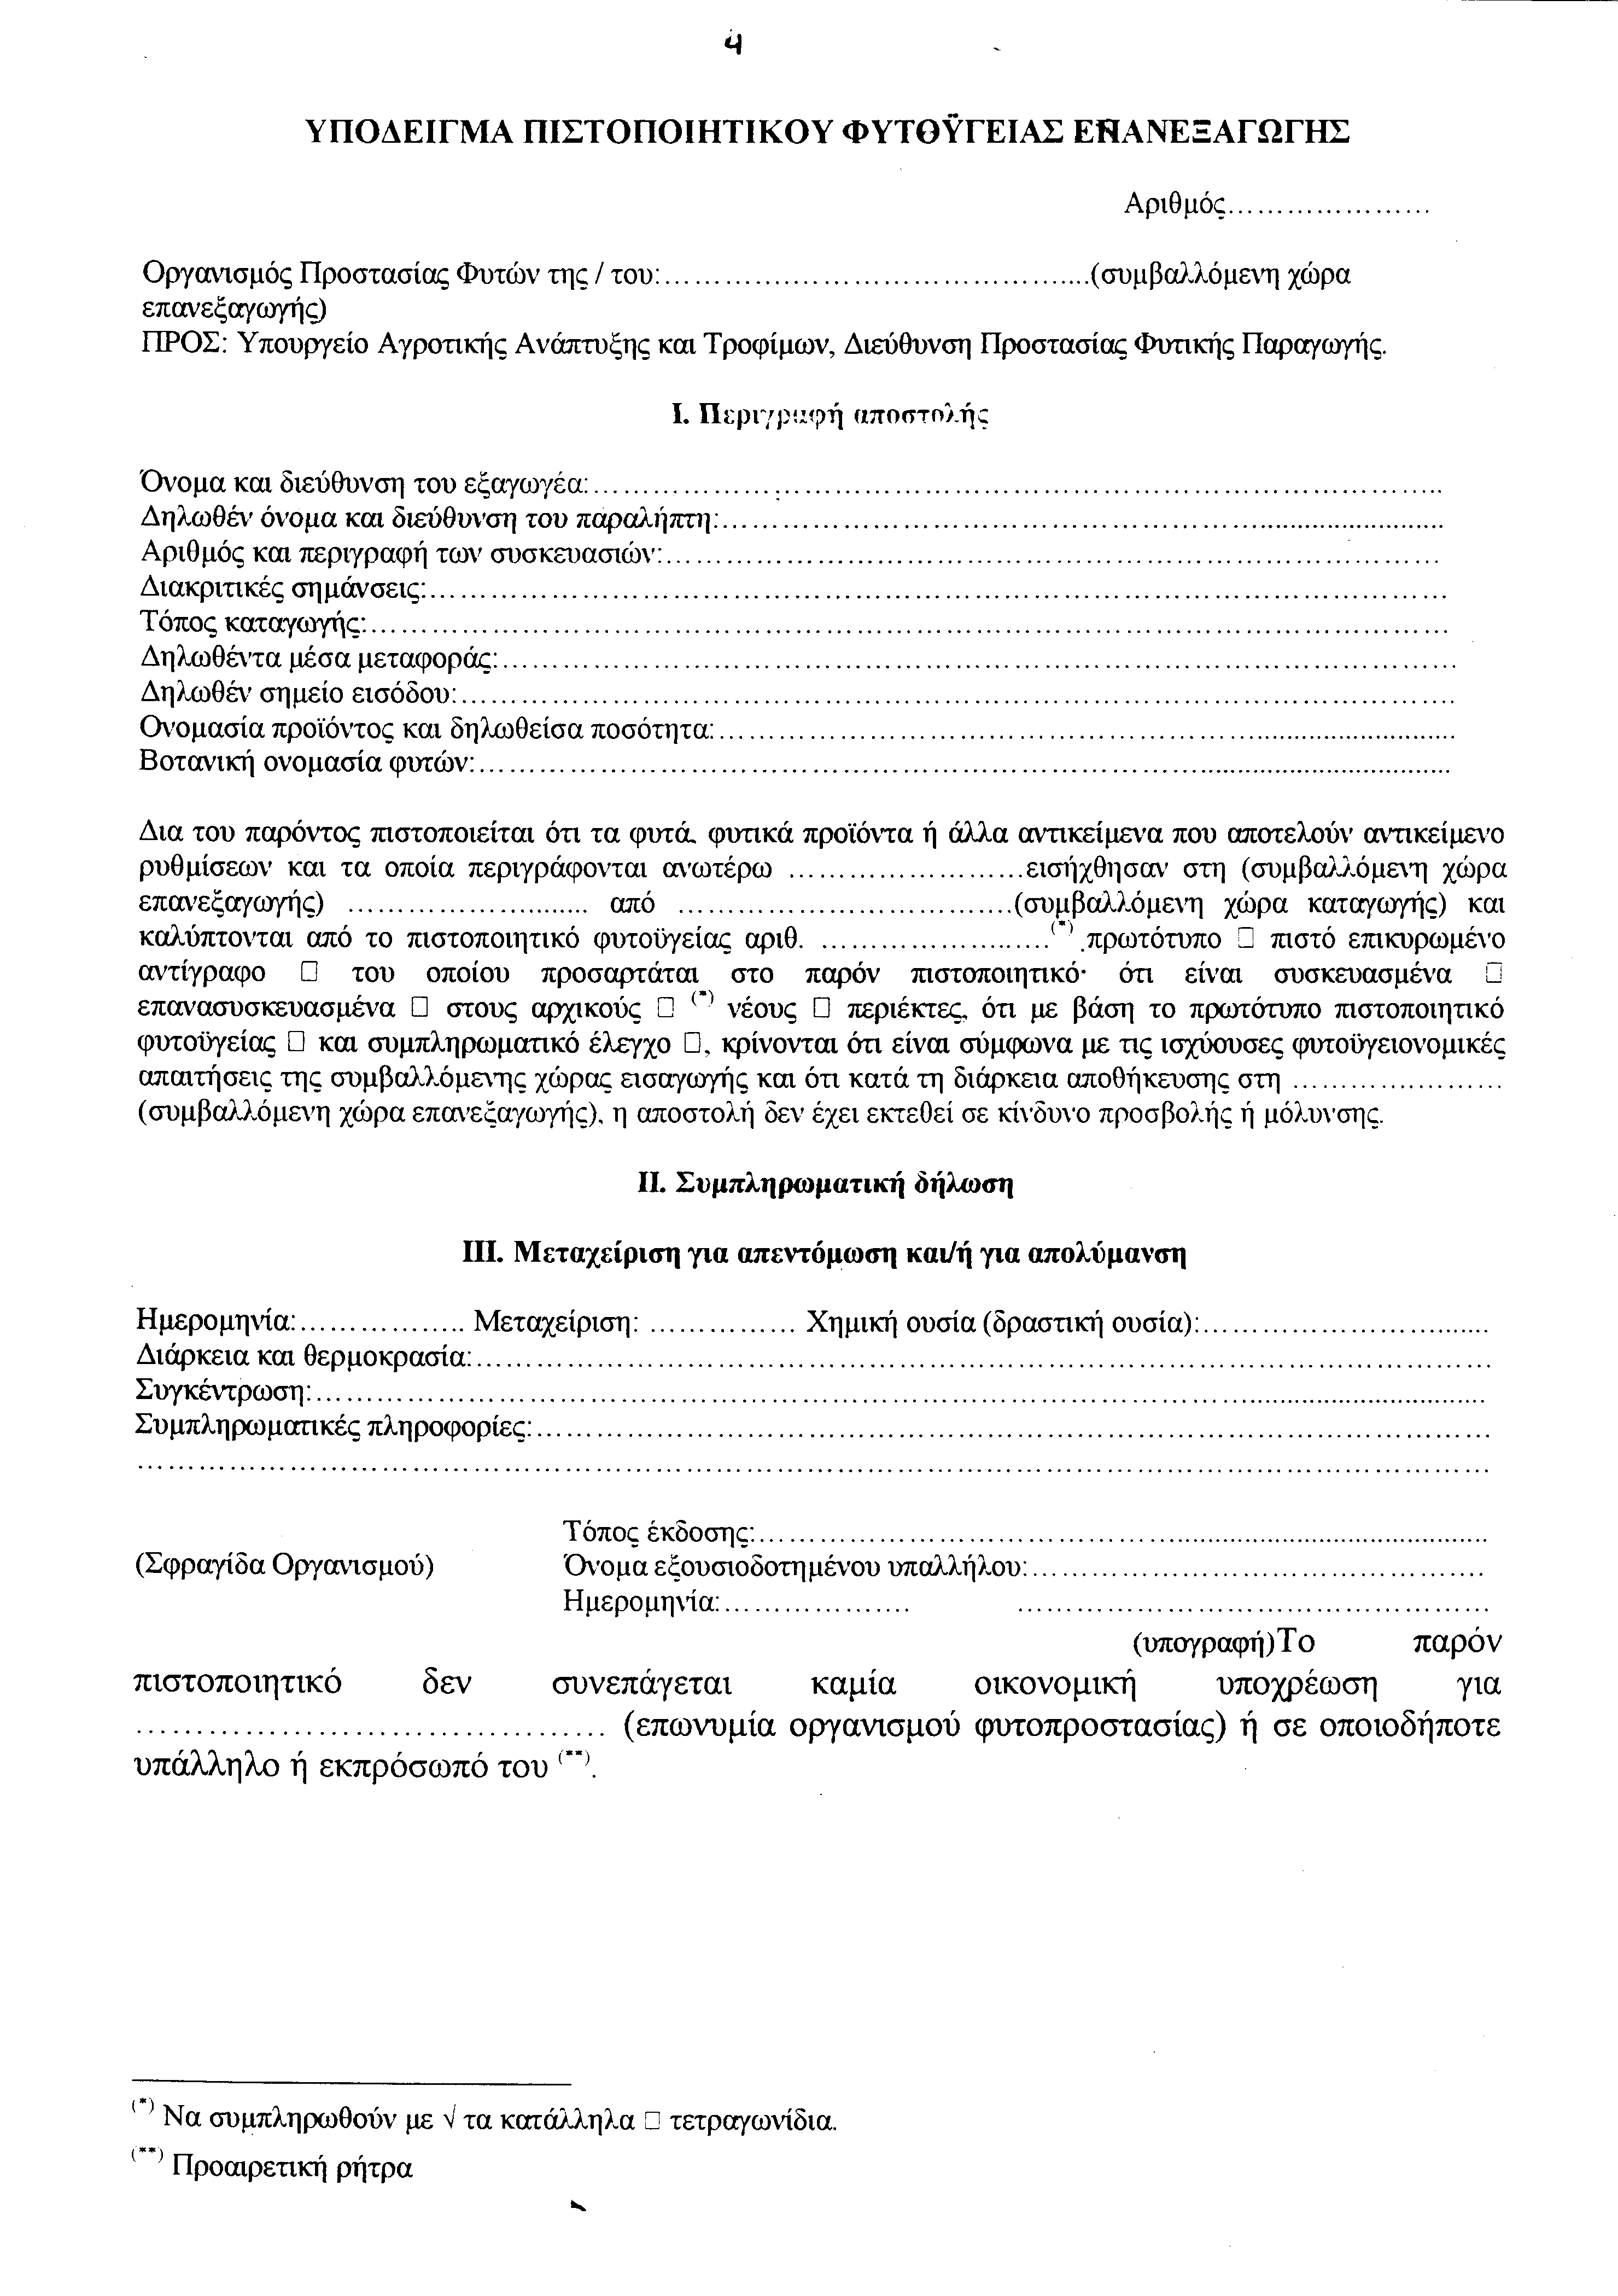 4
ΥΠΟΔΕΙΓΜΑ ΠΙΣΤΟΠΟΙΗΤΙΚΟΥ ΦΥΤΟΫΓΕΙΑΣ ΕΠΑΝΕΞΑΓΩΓΗΣ
Αριθμός......................
Οργανισμός Προστασίας Φυτών της / του:..............................................(συμβαλλόμενη χώρα
επανεξαγωγής)
ΠΡΟΣ: Υπουργείο Αγροτικής Ανάπτυξης και Τροφίμων, Διεύθυνση Προστασίας Φυτικής Παραγωγής.
I. Περιγραφή αποστολής
Όνομα και διεύθυνση του εξαγωγέα:..........................................................................................
Δηλωθέν όνομα και διεύθυνση του παραλήπτη:..........................................................................
Αριθμός και περιγραφή των συσκευασιών:................................................................................
Διακριτικές σημάνσεις:..........................................................................................................
Τόπος καταγωγής:.................................................................................................................
Δηλωθέντα μέσα μεταφοράς:..................................................................................................
Δηλωθέν σημείο εισόδου:.......................................................................................................
Ονομασία προϊόντος και δηλωθείσα ποσότητα:..........................................................................
Βοτανική ονομασία φυτών:.....................................................................................................
Δια του παρόντος πιστοποιείται ότι τα φυτά, φυτικά προϊόντα ή άλλα αντικείμενα που αποτελούν αντικείμενο
ρυθμίσεων και τα οποία περιγράφονται ανωτέρω .........................εισήχθησαν στη (συμβαλλόμενη χώρα
επανεξαγωγής) .......................... από ....................................(συμβαλλόμενη χώρα καταγωγής) και
καλύπτονται από το πιστοποιητικό φυτοϋγείας αριθ. .........................(*).πρωτότυπο □ πιστό επικυρωμένο
αντίγραφο □ του οποίου προσαρτάται στο παρόν πιστοποιητικό· ότι είναι συσκευασμένα □
επανασυσκευασμένα □ στους αρχικούς □ (*) νέους □ περιέκτες, ότι με βάση το πρωτότυπο πιστοποιητικό
φυτοϋγείας □ και συμπληρωματικό έλεγχο □, κρίνονται ότι είναι σύμφωνα με τις ισχύουσες φυτοϋγειονομικές
απαιτήσεις της συμβαλλόμενης χώρας εισαγωγής και ότι κατά τη διάρκεια αποθήκευσης στη .......................
(συμβαλλόμενη χώρα επανεξαγωγής), η αποστολή δεν έχει εκτεθεί σε κίνδυνο προσβολής ή μόλυνσης.
II. Συμπληρωματική δήλωση
III. Μεταχείριση για απεντόμωση και/ή για απολύμανση
Ημερομηνία:.................. Μεταχείριση: ................ Χημική ουσία (δραστική ουσία):...............................
Διάρκεια και θερμοκρασία:.....................................................................................................
Συγκέντρωση:......................................................................................................................
Συμπληρωματικές πληροφορίες:..............................................................................................
..........................................................................................................................................
Τόπος έκδοσης:...............................................................................
(Σφραγίδα Οργανισμού) Όνομα εξουσιοδοτημένου υπαλλήλου:.................................................
Ημερομηνία:.................... ...................................................
(υπογραφή)Το παρόν
πιστοποιητικό δεν συνεπάγεται καμία οικονομική υποχρέωση για
........................................ (επωνυμία οργανισμού φυτοπροστασίας) ή σε οποιοδήποτε
υπάλληλο ή εκπρόσωπό του (**).
(*) Να συμπληρωθούν με √ τα κατάλληλα □ τετραγωνίδια.
(**) Προαιρετική ρήτρα